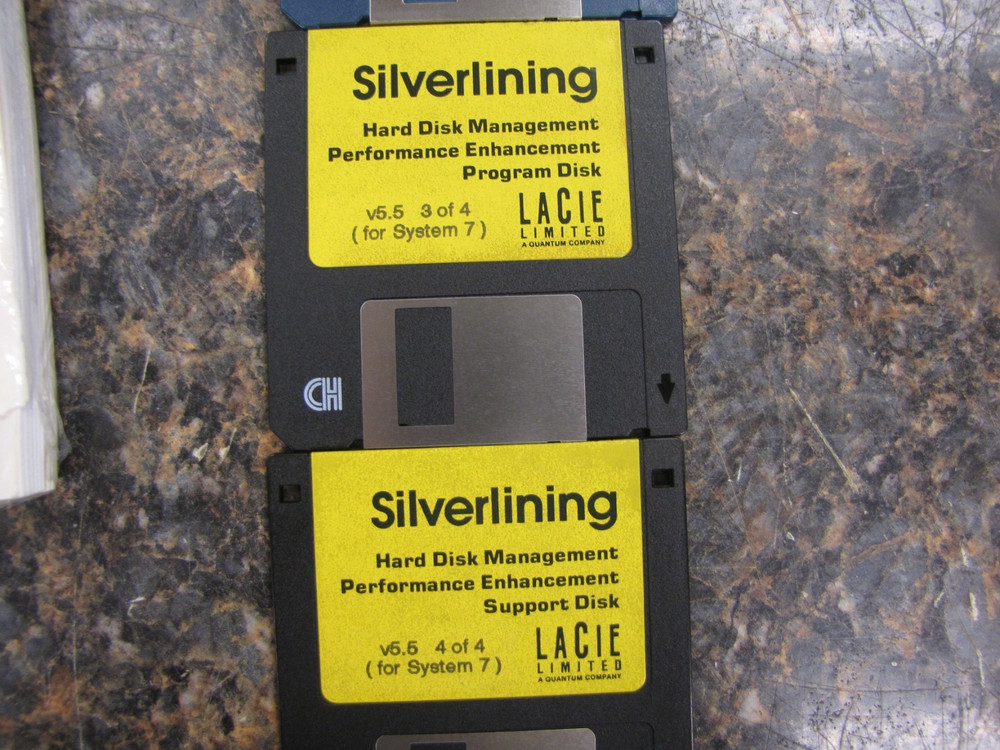 Silverlining
Hard Disk Management
Performance Enhancement
Program Disk
v5.5 3 of 4
( for System 7 )
LACIE
LIMITED
A QUANTUM COMPANY
CH
Silverlining
Hard Disk Management
Performance Enhancement
Support Disk
v5.5 4 of 4
( for System 7 )
LACIE
LIMITED
A QUANTUM COMPANY